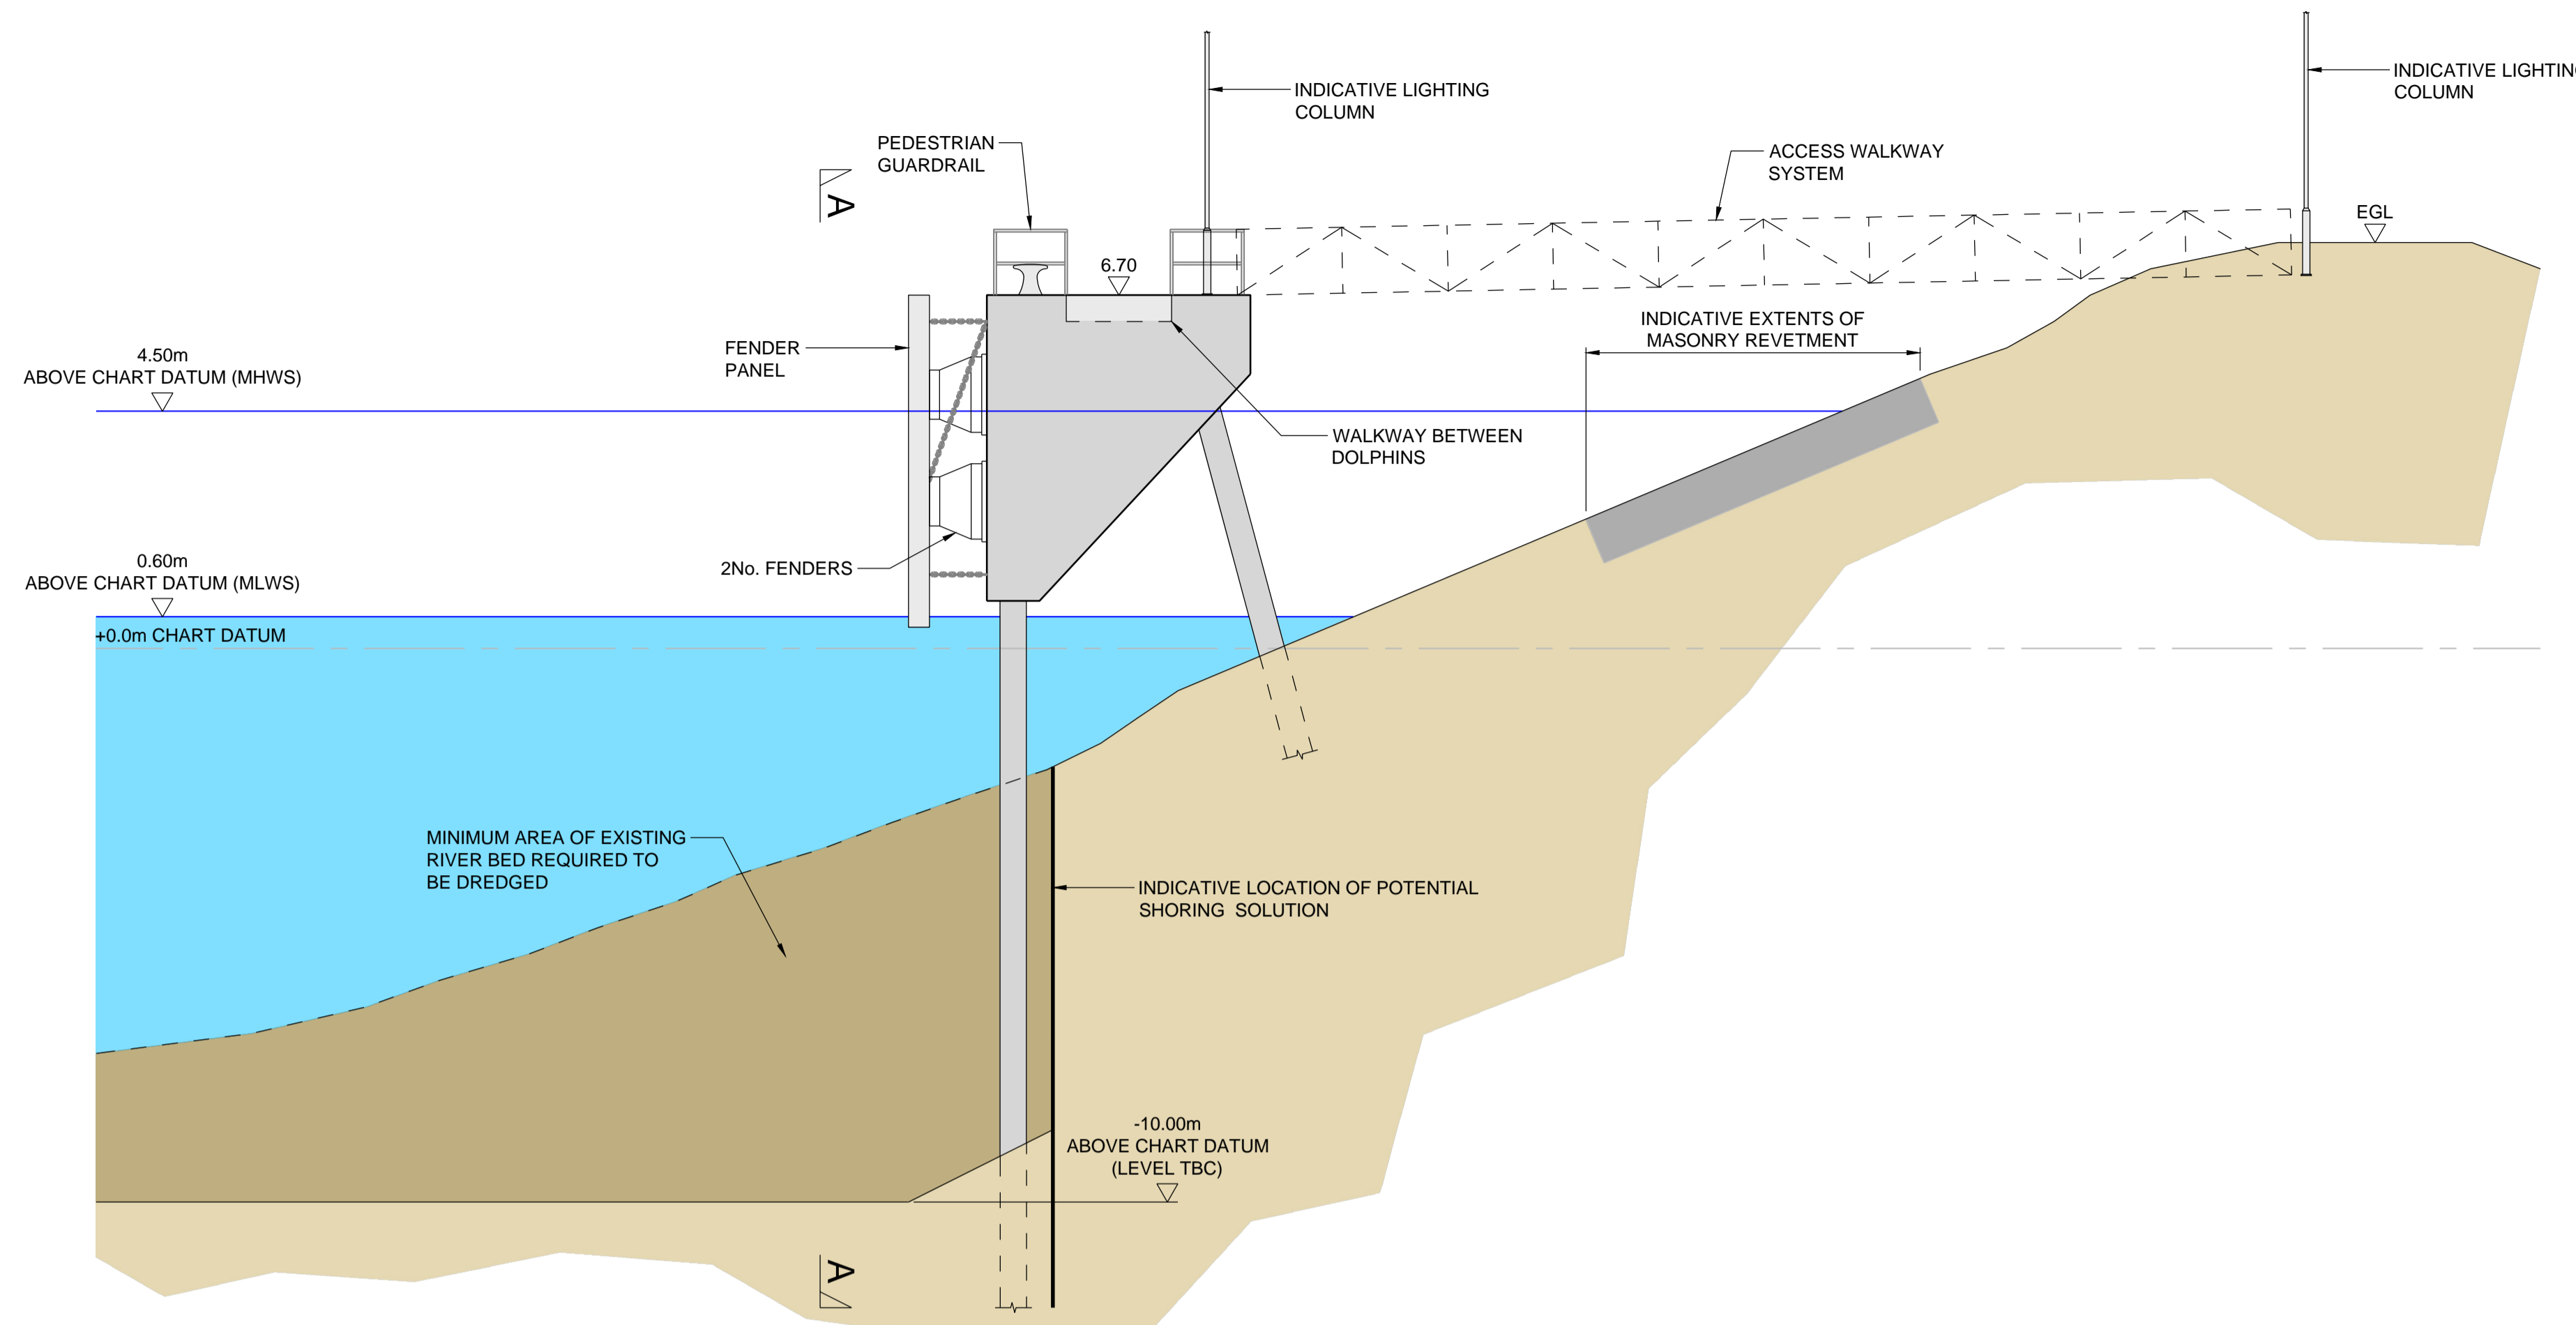 INDICATIVE LIGHTING
COLUMN
INDICATIVE LIGHTIN
COLUMN
PEDESTRIAN
GUARDRAIL
ACCESS WALKWAY
SYSTEM
A
EGL
6.70
INDICATIVE EXTENTS OF
MASONRY REVETMENT
FENDER
PANEL
4.50m
ABOVE CHART DATUM (MHWS)
WALKWAY BETWEEN
DOLPHINS
0.60m
ABOVE CHART DATUM (MLWS)
2No. FENDERS
+0.0m CHART DATUM
MINIMUM AREA OF EXISTING
RIVER BED REQUIRED TO
BE DREDGED
INDICATIVE LOCATION OF POTENTIAL
SHORING SOLUTION
-10.00m
ABOVE CHART DATUM
(LEVEL TBC)
A